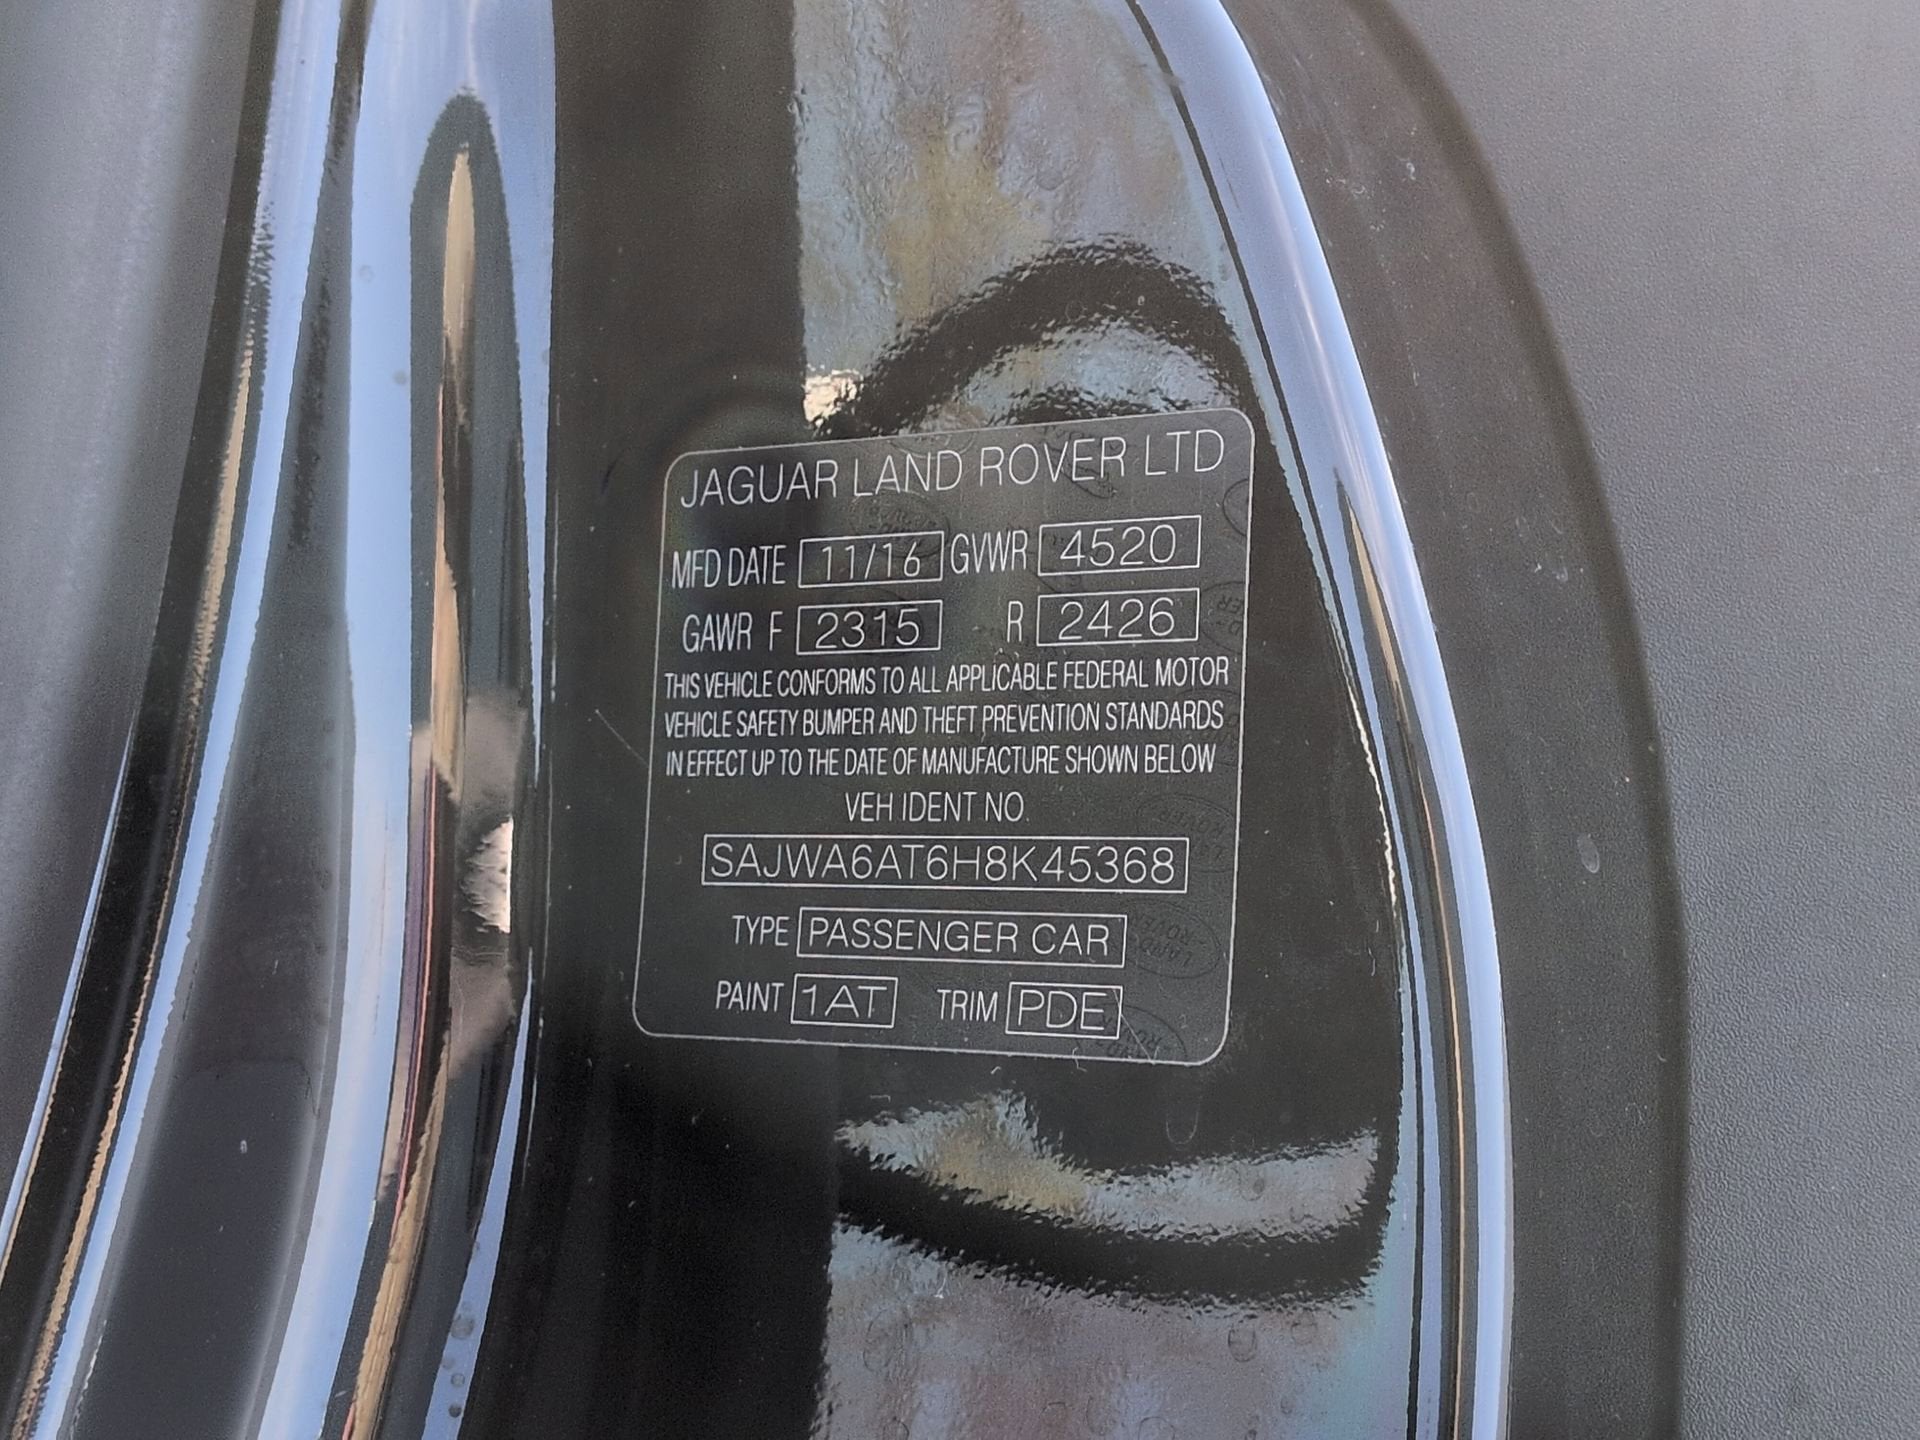 JAGUAR LAND ROVER LTD
MFD DATE 11/16 GVWR 4520
GAWR F 2315 R 2426
THIS VEHICLE CONFORMS TO ALL APPLICABLE FEDERAL MOTOR
VEHICLE SAFETY BUMPER AND THEFT PREVENTION STANDARDS
IN EFFECT UP TO THE DATE OF MANUFACTURE SHOWN BELOW
VEH IDENT NO.
SAJWA6AT6H8K45368
TYPE PASSENGER CAR
PAINT 1AT TRIM PDE